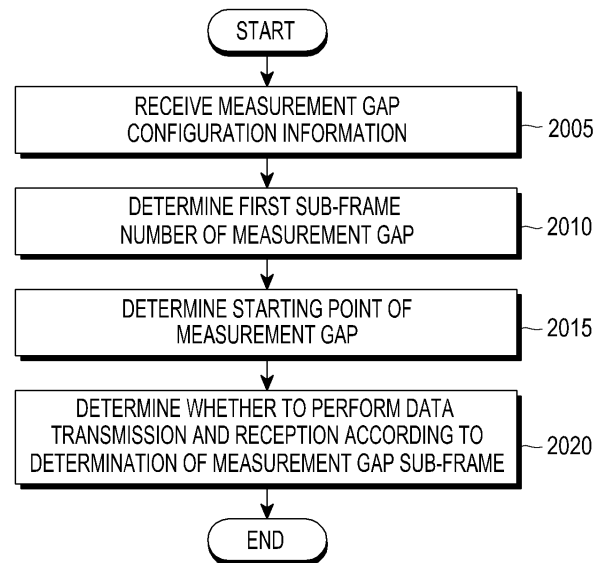 START
RECEIVE MEASUREMENT GAP
CONFIGURATION INFORMATION
2005
DETERMINE FIRST SUB-FRAME
NUMBER OF MEASUREMENT GAP
2010
DETERMINE STARTING POINT OF
MEASUREMENT GAP
2015
DETERMINE WHETHER TO PERFORM DATA
TRANSMISSION AND RECEPTION ACCORDING TO
DETERMINATION OF MEASUREMENT GAP SUB-FRAME
2020
END